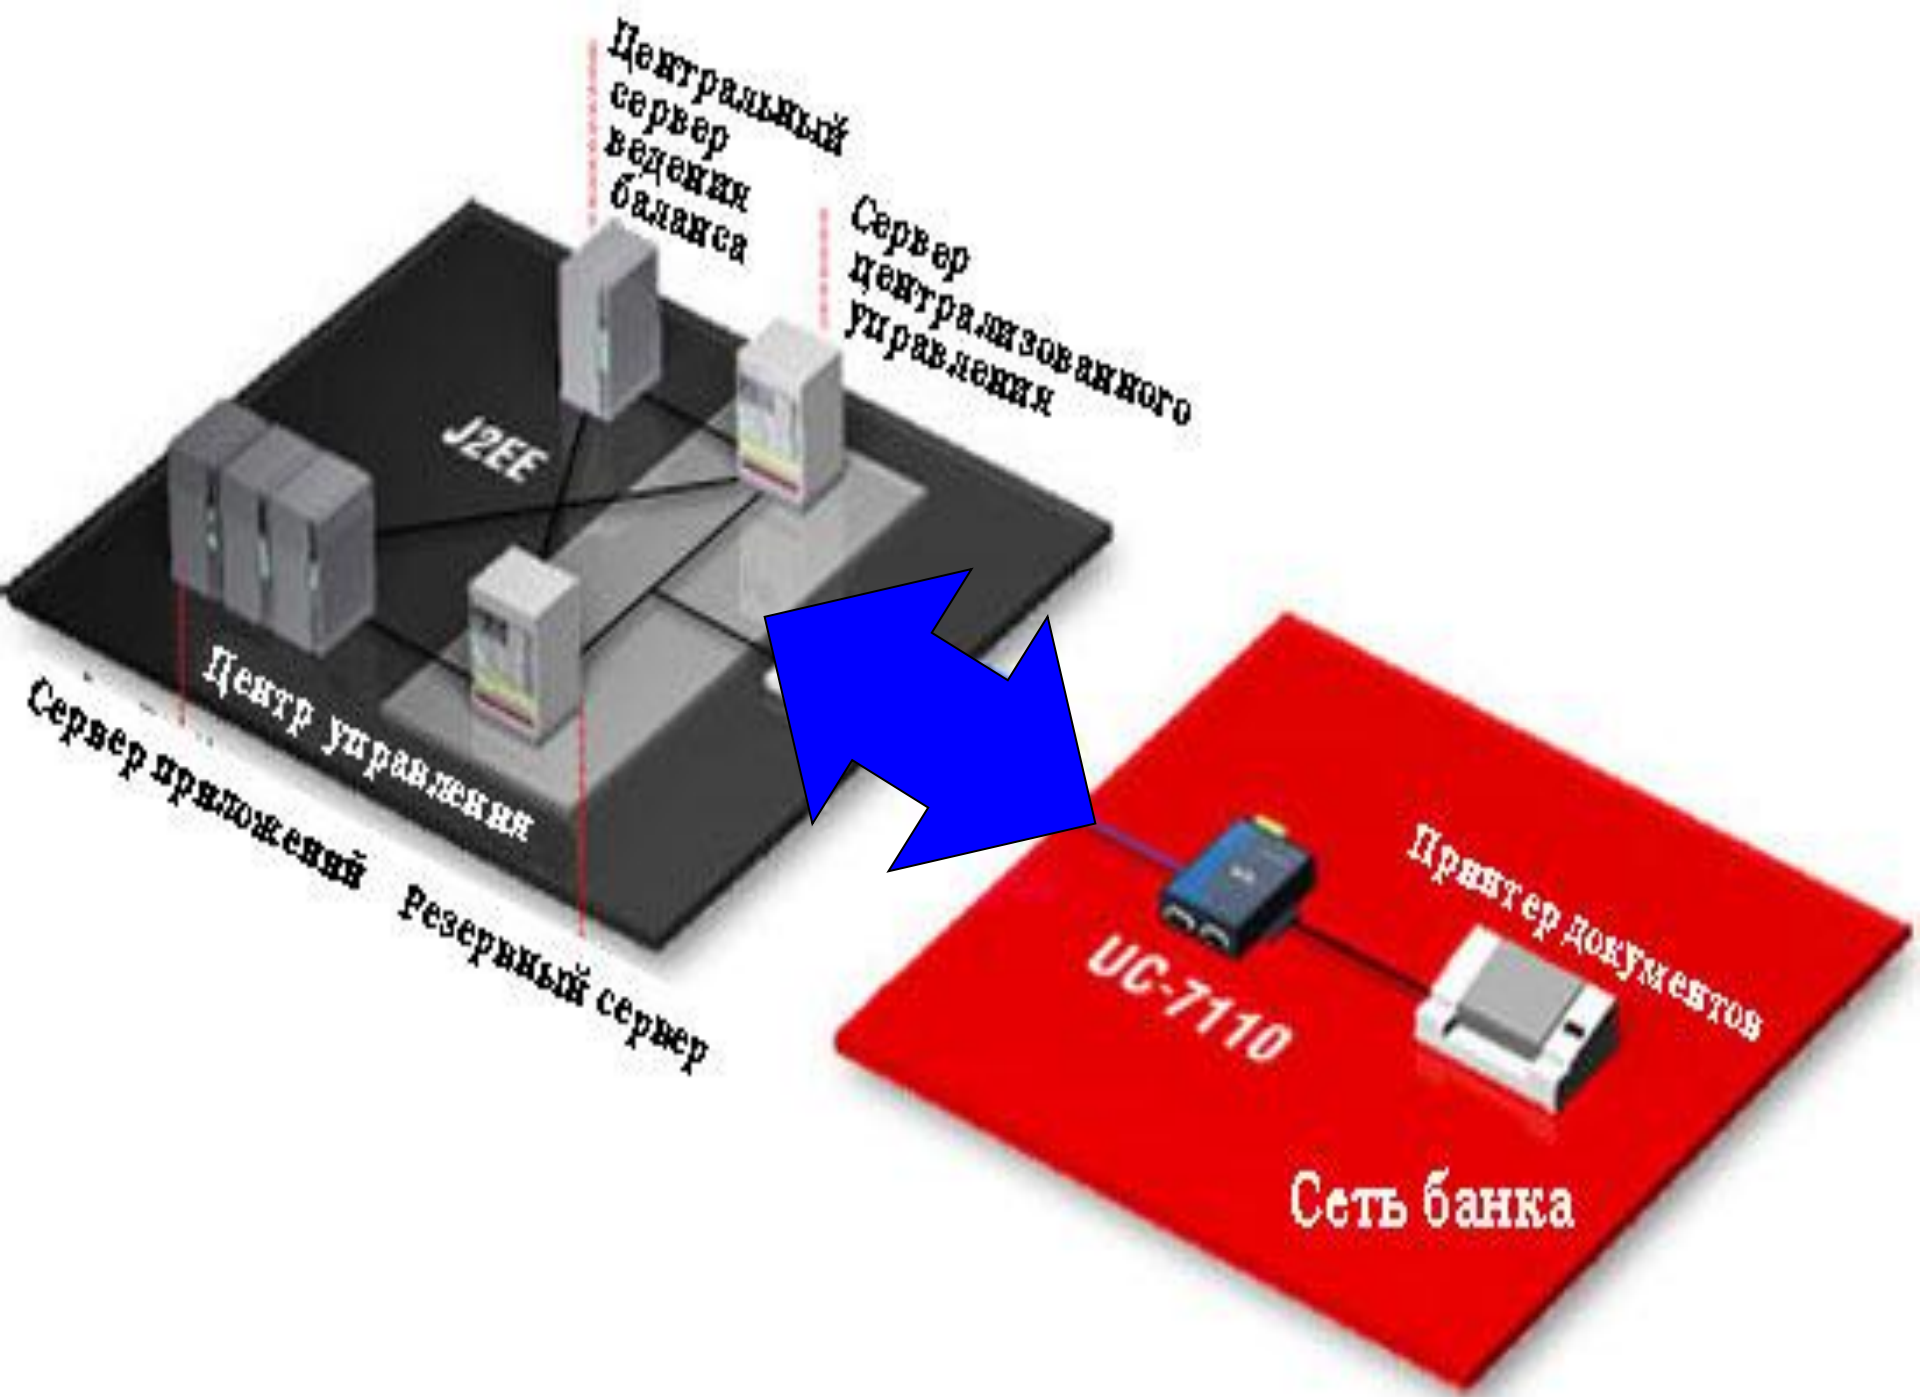 Центральный
сервер
ведения
баланса
Сервер
централизованного
управления
J2EE
Центр управления
Сервер приложений
Резервный сервер
Принтер документов
UC-7110
Сеть банка